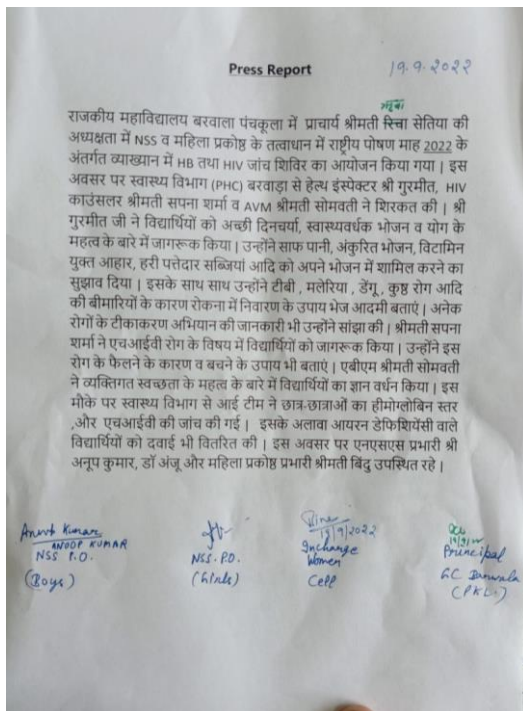 Press Report
19.9.2022
राजकीय महाविद्यालय बरवाला पंचकूला में प्राचार्य श्रीमती रिचा सेतिया की
अध्यक्षता में NSS व महिला प्रकोष्ठ के तत्वाधान में राष्ट्रीय पोषण माह 2022 के
अंतर्गत व्याख्यान में HB तथा HIV जांच शिविर का आयोजन किया गया | इस
अवसर पर स्वास्थ्य विभाग (PHC) बरवाड़ा से हेल्थ इंस्पेक्टर श्री गुरमीत, HIV
काउंसलर श्रीमती सपना शर्मा व AVM श्रीमती सोमवती ने शिरकत की | श्री
गुरमीत जी ने विद्यार्थियों को अच्छी दिनचर्या, स्वास्थ्यवर्धक भोजन व योग के
महत्व के बारे में जागरूक किया | उन्होंने साफ पानी, अंकुरित भोजन, विटामिन
युक्त आहार, हरी पत्तेदार सब्जियां आदि को अपने भोजन में शामिल करने का
सुझाव दिया | इसके साथ साथ उन्होंने टीबी , मलेरिया , डेंगू , कुष्ठ रोग आदि
की बीमारियों के कारण रोकना में निवारण के उपाय भेज आदमी बताएं | अनेक
रोगों के टीकाकरण अभियान की जानकारी भी उन्होंने सांझा की | श्रीमती सपना
शर्मा ने एचआईवी रोग के विषय में विद्यार्थियों को जागरूक किया | उन्होंने इस
रोग के फैलने के कारण व बचने के उपाय भी बताएं | एबीएम श्रीमती सोमवती
ने व्यक्तिगत स्वच्छता के महत्व के बारे में विद्यार्थियों का ज्ञान वर्धन किया | इस
मौके पर स्वास्थ्य विभाग से आई टीम ने छात्र-छात्राओं का हीमोग्लोबिन स्तर
,और एचआईवी की जांच की गई | इसके अलावा आयरन डेफिशियेंसी वाले
विद्यार्थियों को दवाई भी वितरित की | इस अवसर पर एनएसएस प्रभारी श्री
अनूप कुमार, डॉ अंजू और महिला प्रकोष्ठ प्रभारी श्रीमती बिंदु उपस्थित रहे |
Anoop Kumar
ANOOP KUMAR
NSS P.O.
(Boys)
NSS. P.O.
(Girls)
19/9/2022
Incharge
Women
Cell
Principal
GC Barwala
(PKL.)